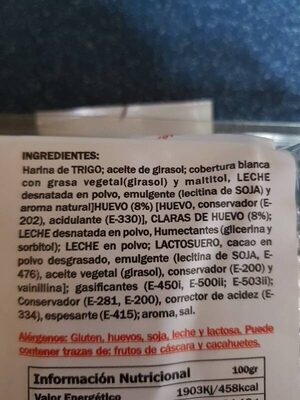 INGREDIENTES:
Harina de TRIGO; aceite de girasol; cobertura blanca
con grasa vegetal(girasol) y maltitol, LECHE
desnatada en polvo, emulgente (lecitina de SOJA) y
aroma natural]HUEVO (8%) [HUEVO, conservador (E-
202), acidulante (E-330)], CLARAS DE HUEVO (8%);
LECHE desnatada en polvo, Humectantes (glicerina y
sorbitol); LECHE en polvo; LACTOSUERO, cacao en
polvo desgrasado, emulgente (lecitina de SOJA, E-
476), aceite vegetal (girasol), conservador (E-200) y
vainillina]; gasificantes (E-450i, E-500ii; E-503ii);
Conservador (E-281, E-200), corrector de acidez (E-
334), espesante (E-415); aroma, sal.
Alérgenos: Gluten, huevos, soja, leche y lactosa. Puede
contener trazas de: frutos de cáscara y cacahuetes.
Información Nutricional 100gr
Valor Energético 1903KJ/458kcal